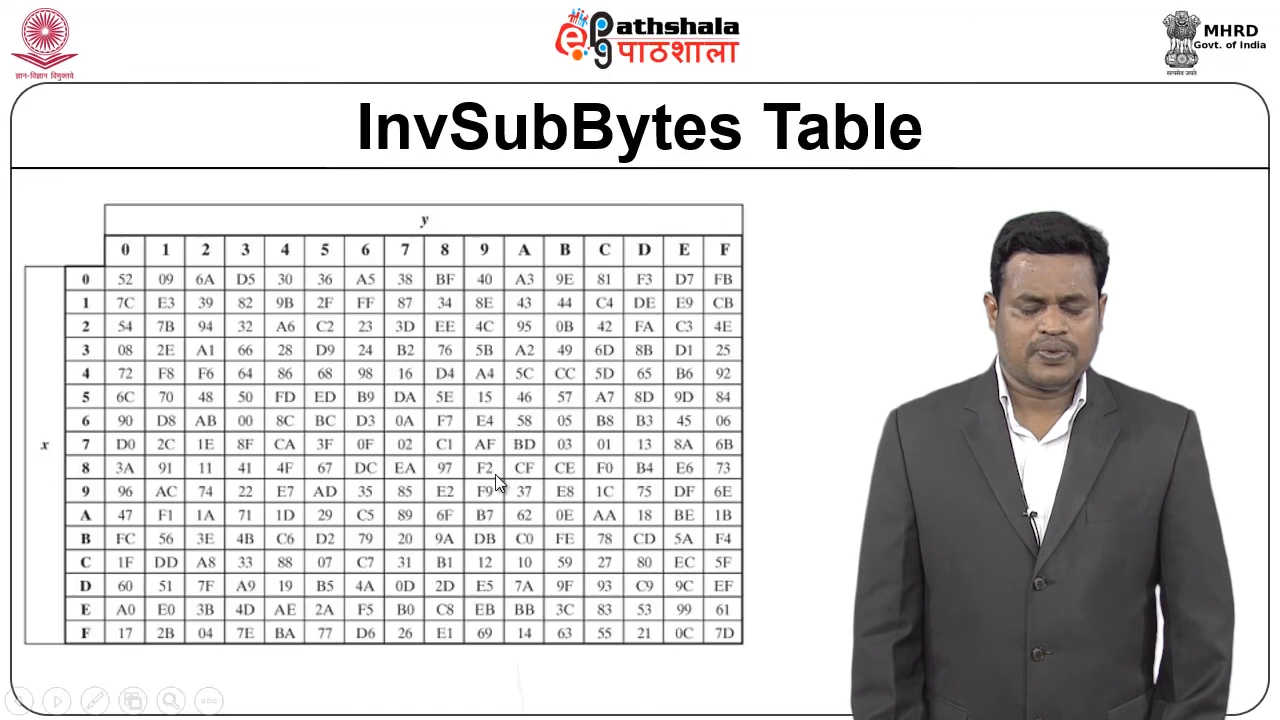 ज्ञान-विज्ञान विमुक्तये
ePG Pathshala
पाठशाला
MHRD
Govt. of India
सत्यमेव जयते
InvSubBytes Table
y
0 1 2 3 4 5 6 7 8 9 A B C D E F
0 52 09 6A D5 30 36 A5 38 BF 40 A3 9E 81 F3 D7 FB
1 7C E3 39 82 9B 2F FF 87 34 8E 43 44 C4 DE E9 CB
2 54 7B 94 32 A6 C2 23 3D EE 4C 95 0B 42 FA C3 4E
3 08 2E A1 66 28 D9 24 B2 76 5B A2 49 6D 8B D1 25
4 72 F8 F6 64 86 68 98 16 D4 A4 5C CC 5D 65 B6 92
5 6C 70 48 50 FD ED B9 DA 5E 15 46 57 A7 8D 9D 84
6 90 D8 AB 00 8C BC D3 0A F7 E4 58 05 B8 B3 45 06
x 7 D0 2C 1E 8F CA 3F 0F 02 C1 AF BD 03 01 13 8A 6B
8 3A 91 11 41 4F 67 DC EA 97 F2 CF CE F0 B4 E6 73
9 96 AC 74 22 E7 AD 35 85 E2 F9 37 E8 1C 75 DF 6E
A 47 F1 1A 71 1D 29 C5 89 6F B7 62 0E AA 18 BE 1B
B FC 56 3E 4B C6 D2 79 20 9A DB C0 FE 78 CD 5A F4
C 1F DD A8 33 88 07 C7 31 B1 12 10 59 27 80 EC 5F
D 60 51 7F A9 19 B5 4A 0D 2D E5 7A 9F 93 C9 9C EF
E A0 E0 3B 4D AE 2A F5 B0 C8 EB BB 3C 83 53 99 61
F 17 2B 04 7E BA 77 D6 26 E1 69 14 63 55 21 0C 7D